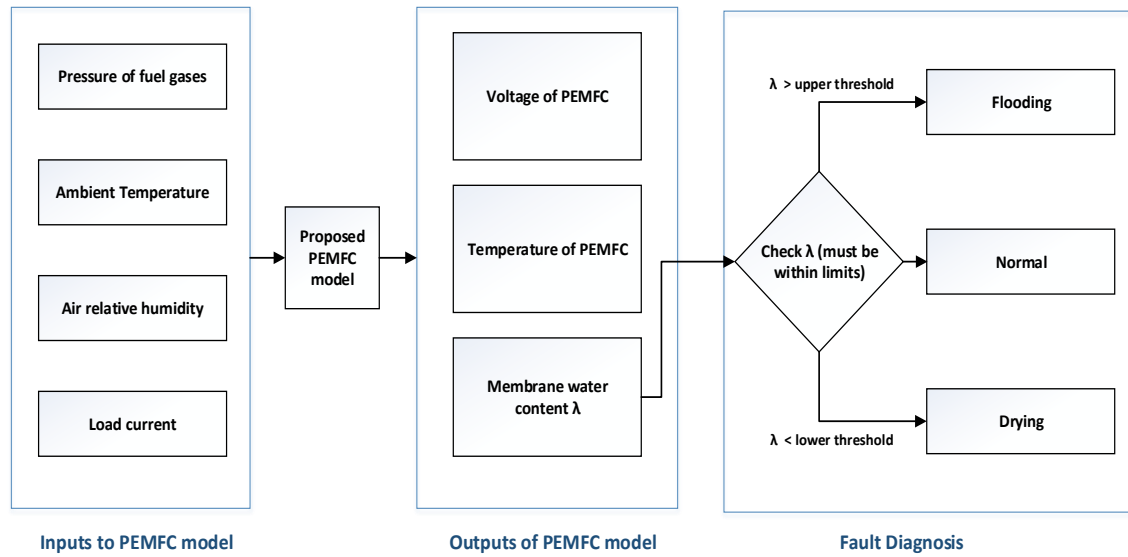 Pressure of fuel gases
Ambient Temperature
Air relative humidity
Load current
Inputs to PEMFC model
Proposed
PEMFC
model
Voltage of PEMFC
Temperature of PEMFC
Membrane water
content λ
Outputs of PEMFC model
λ > upper threshold
Check λ (must be
within limits)
λ < lower threshold
Flooding
Normal
Drying
Fault Diagnosis